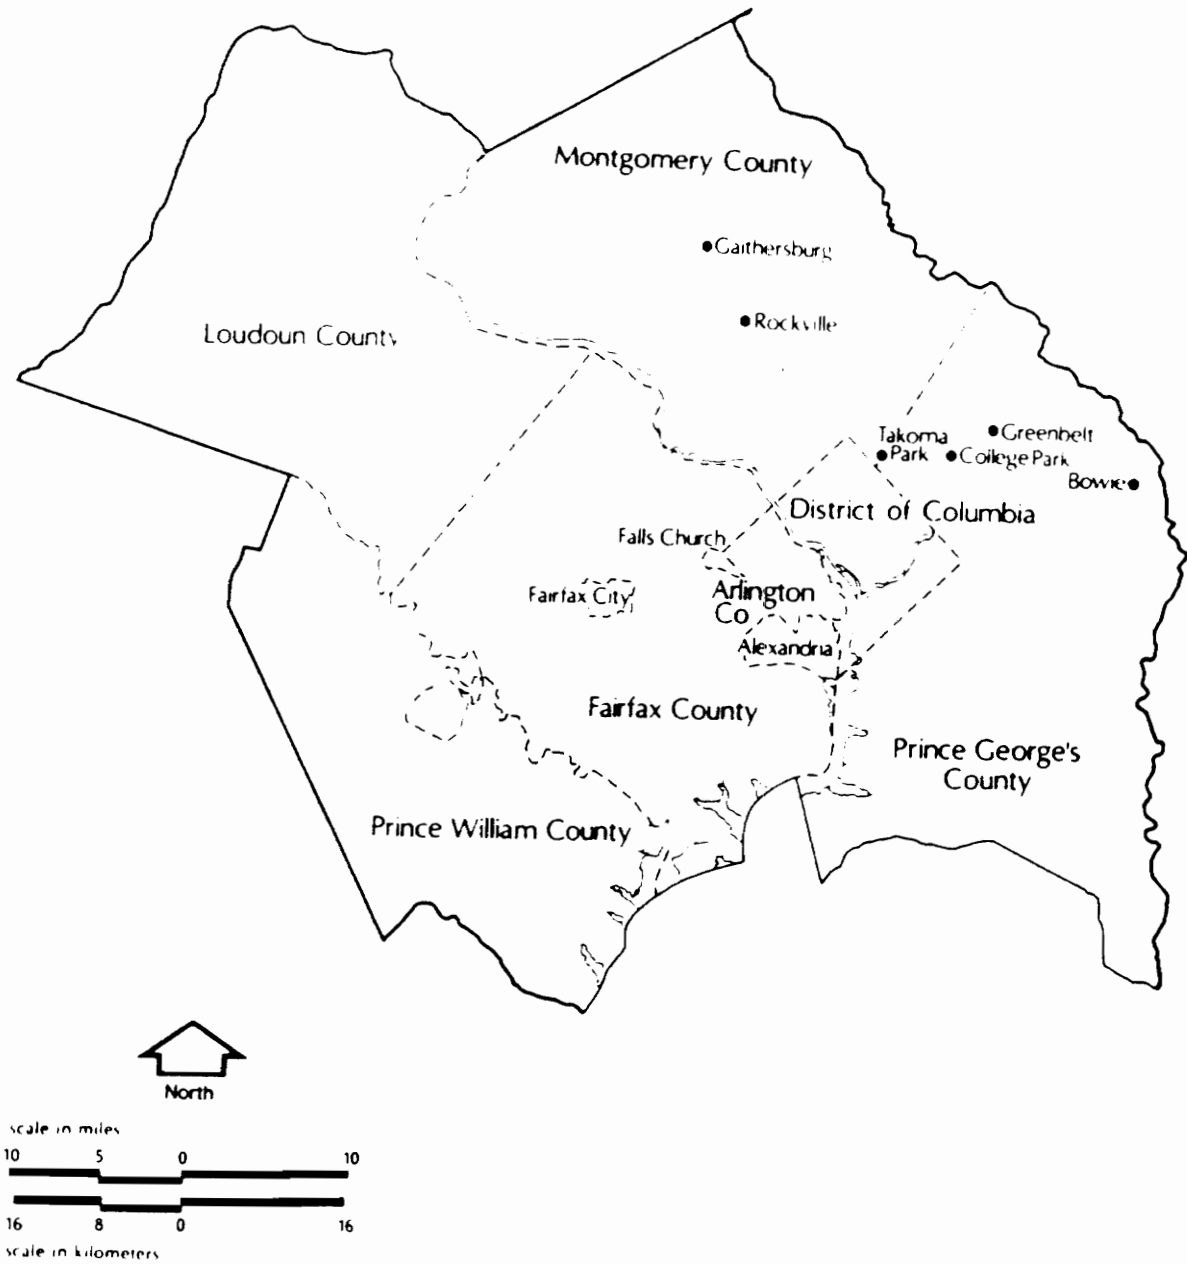 Montgomery County
Gaithersburg
Loudoun County
Rockville
Takoma
Park
Greenbelt
College Park
Bowie
District of Columbia
Falls Church
Fairfax City
Arlington
Co
Alexandria
Fairfax County
Prince George's
County
Prince William County
North
scale in miles
10 5 0 10
16 8 0 16
scale in kilometers